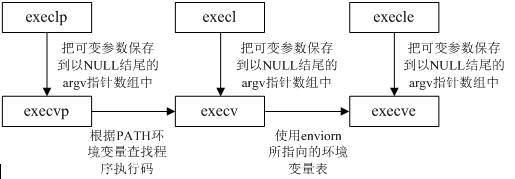 execlp
execl
execle
把可变参数保存
到以NULL结尾的
argv指针数组中
把可变参数保存
到以NULL结尾的
argv指针数组中
把可变参数保存
到以NULL结尾的
argv指针数组中
execvp
execv
execve
根据PATH环
境变量查找程
序执行码
使用enviorn
所指向的环境
变量表